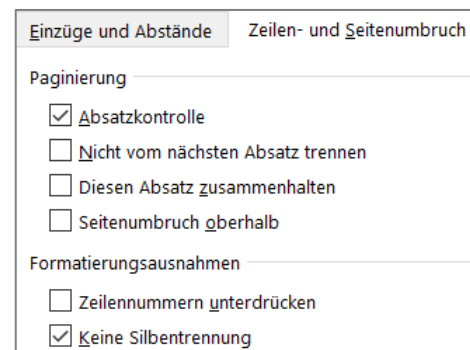 Einzüge und Abstände Zeilen- und Seitenumbruch
Paginierung
Absatzkontrolle
Nicht vom nächsten Absatz trennen
Diesen Absatz zusammenhalten
Seitenumbruch oberhalb
Formatierungsausnahmen
Zeilennummern unterdrücken
Keine Silbentrennung